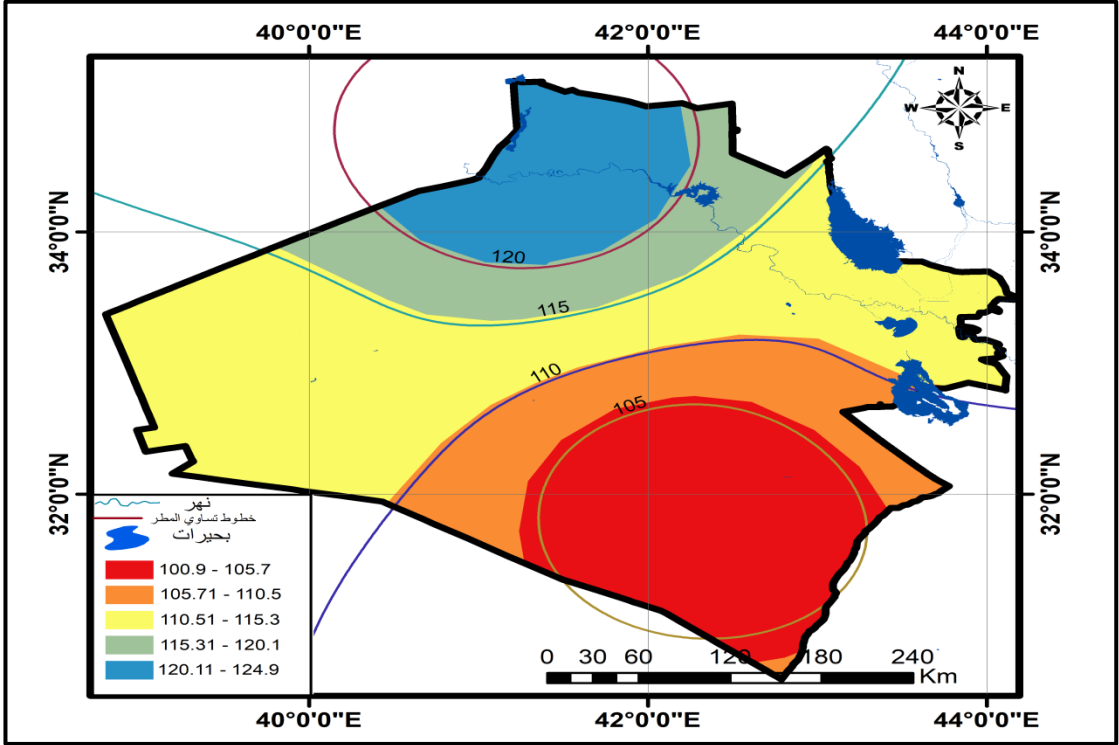 40°0'0"E 42°0'0"E 44°0'0"E
N
W E
S
34°0'0"N 34°0'0"N
120
115
110
105
32°0'0"N 32°0'0"N
نهر
خطوط تساوي المطر
بحيرات
100.9 - 105.7
105.71 - 110.5
110.51 - 115.3
115.31 - 120.1
120.11 - 124.9
0 30 60 120 180 240
Km
40°0'0"E 42°0'0"E 44°0'0"E